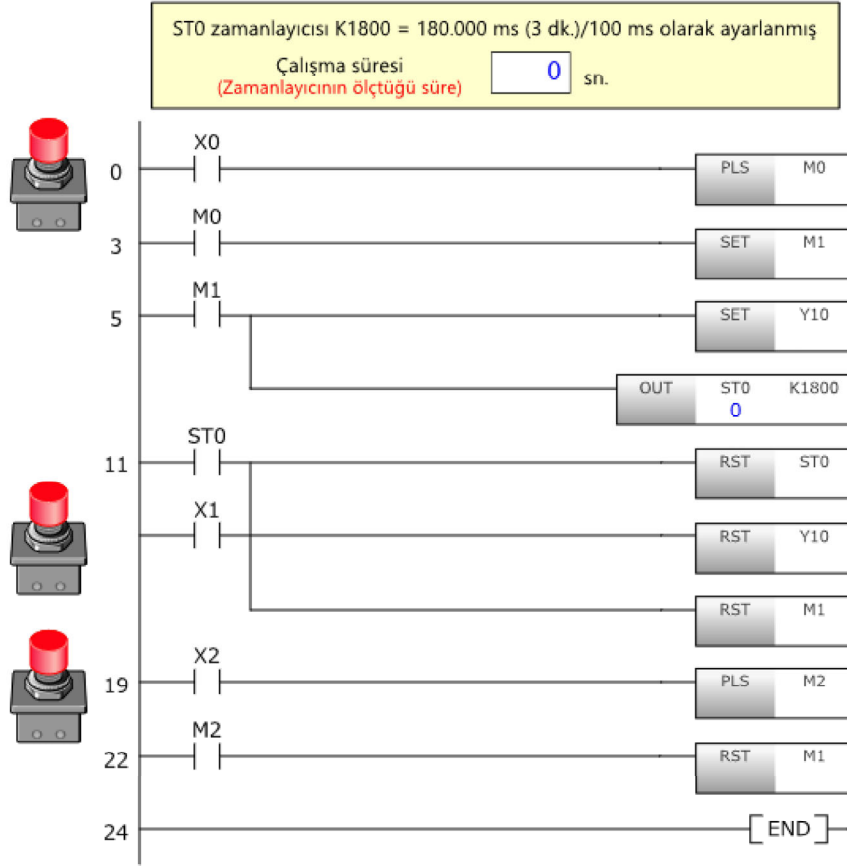 ST0 zamanlayıcısı K1800 = 180.000 ms (3 dk.)/100 ms olarak ayarlanmış
Çalışma süresi 0 sn.
(Zamanlayıcının ölçtüğü süre)
X0
0 PLS M0
M0
3 SET M1
M1
5 SET Y10
OUT ST0 K1800
0
ST0
11 RST ST0
X1
RST Y10
RST M1
X2
19 PLS M2
M2
22 RST M1
24 END